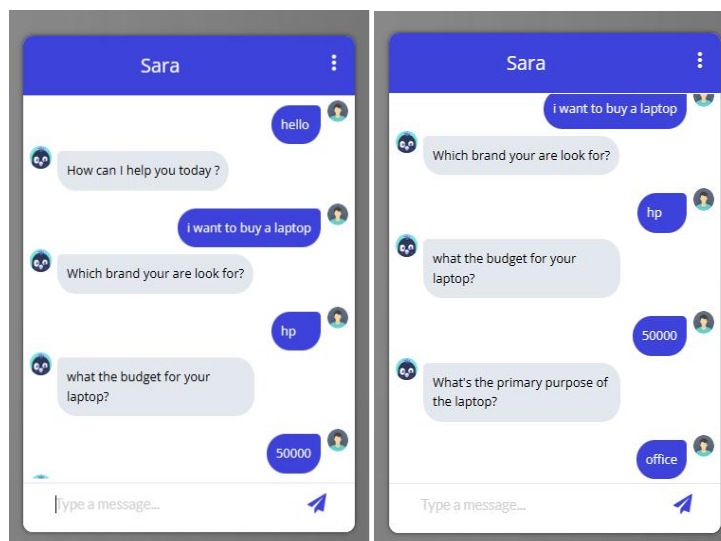 Sara
hello
How can I help you today ?
i want to buy a laptop
Which brand your are look for?
hp
what the budget for your
laptop?
50000
Type a message...
Sara
i want to buy a laptop
Which brand your are look for?
hp
what the budget for your
laptop?
50000
What's the primary purpose of
the laptop?
office
Type a message...